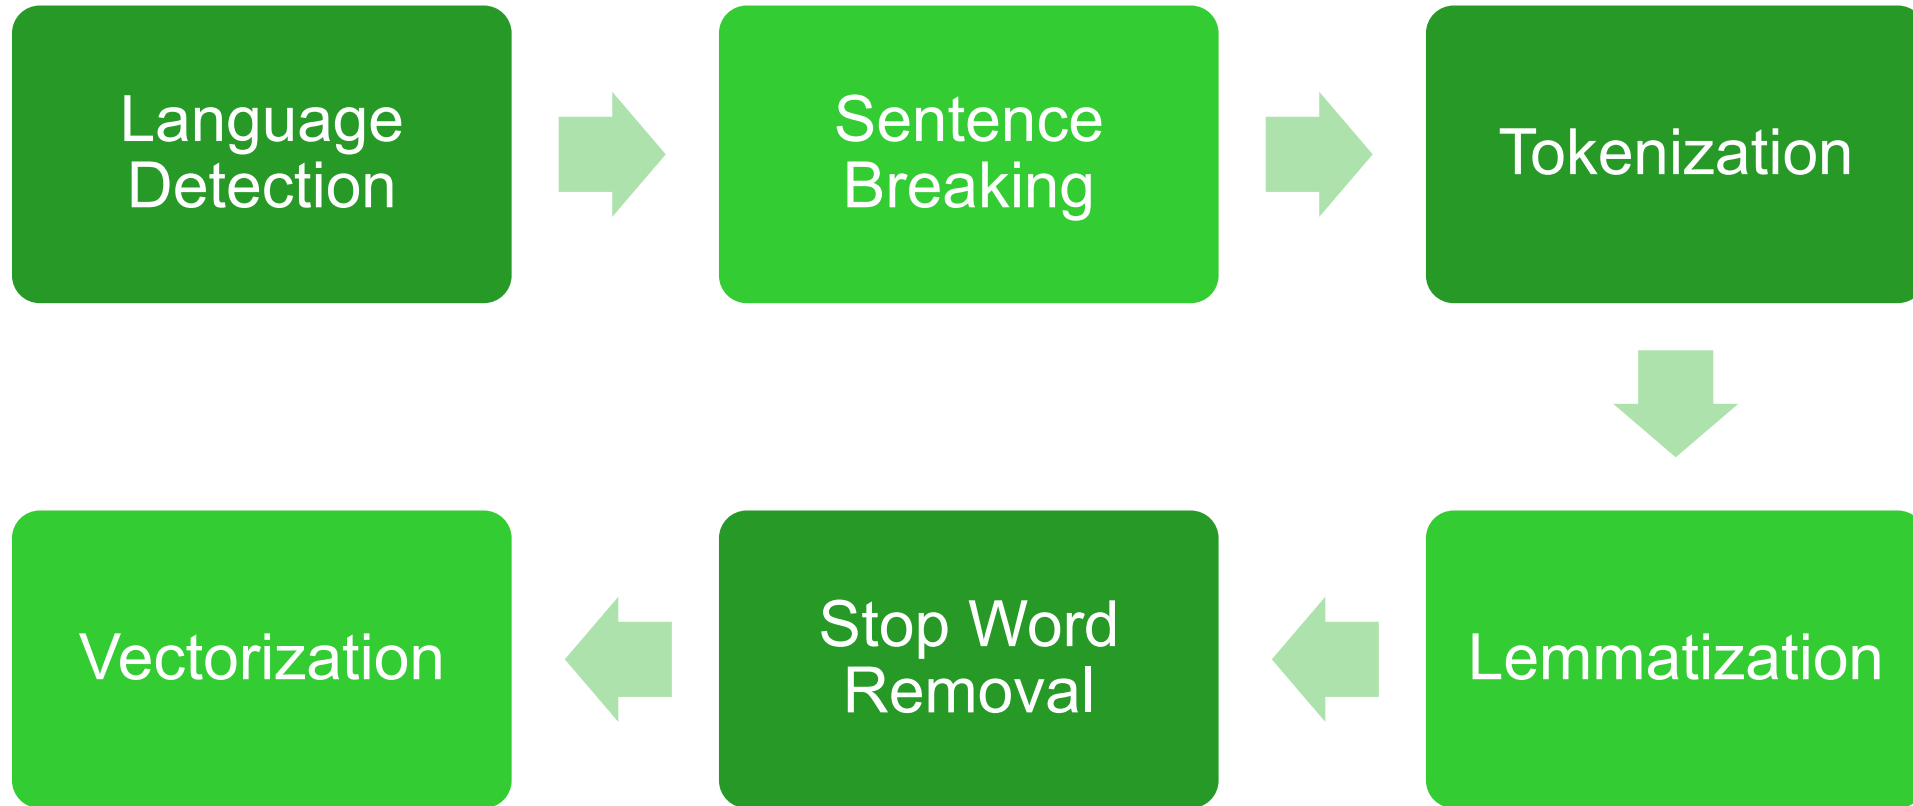 Language
Detection
Sentence
Breaking
Tokenization
Lemmatization
Stop Word
Removal
Vectorization